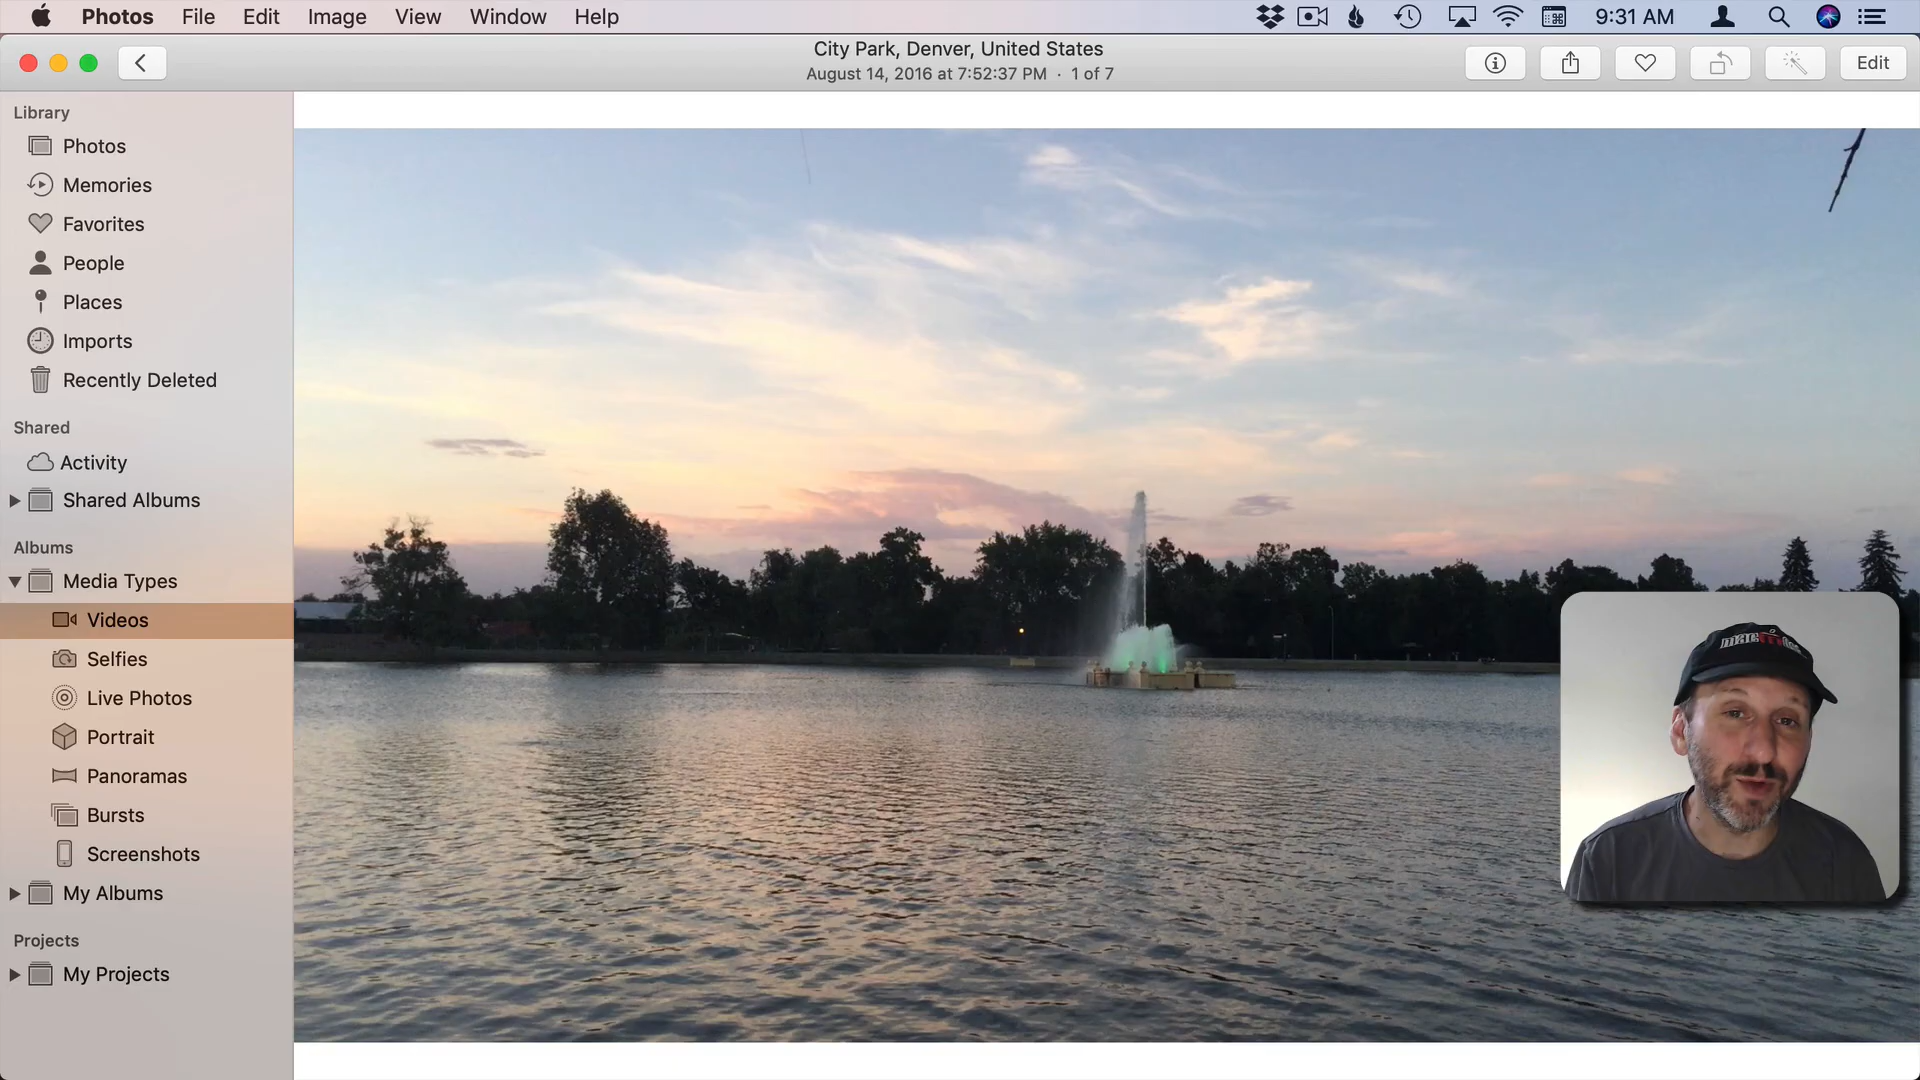 Photos File Edit Image View Window Help 9:31 AM
City Park, Denver, United States
August 14, 2016 at 7:52:37 PM · 1 of 7
Edit
Library
Photos
Memories
Favorites
People
Places
Imports
Recently Deleted
Shared
Activity
Shared Albums
Albums
Media Types
Videos
Selfies
Live Photos
Portrait
Panoramas
Bursts
Screenshots
My Albums
Projects
My Projects